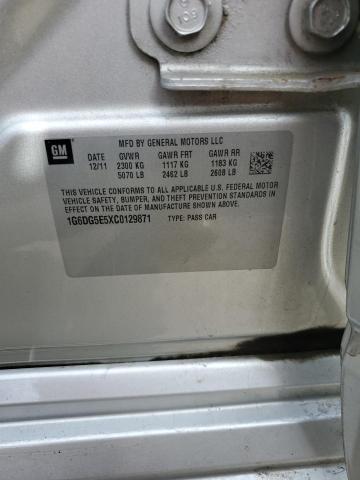 109
GM
MFD BY GENERAL MOTORS LLC
DATE GVWR GAWR FRT GAWR RR
12/11 2300 KG 1117 KG 1183 KG
5070 LB 2462 LB 2608 LB
THIS VEHICLE CONFORMS TO ALL APPLICABLE U.S. FEDERAL MOTOR
VEHICLE SAFETY, BUMPER, AND THEFT PREVENTION STANDARDS IN
EFFECT ON THE DATE OF MANUFACTURE SHOWN ABOVE.
1G6DG5E5XC0129871 TYPE: PASS CAR